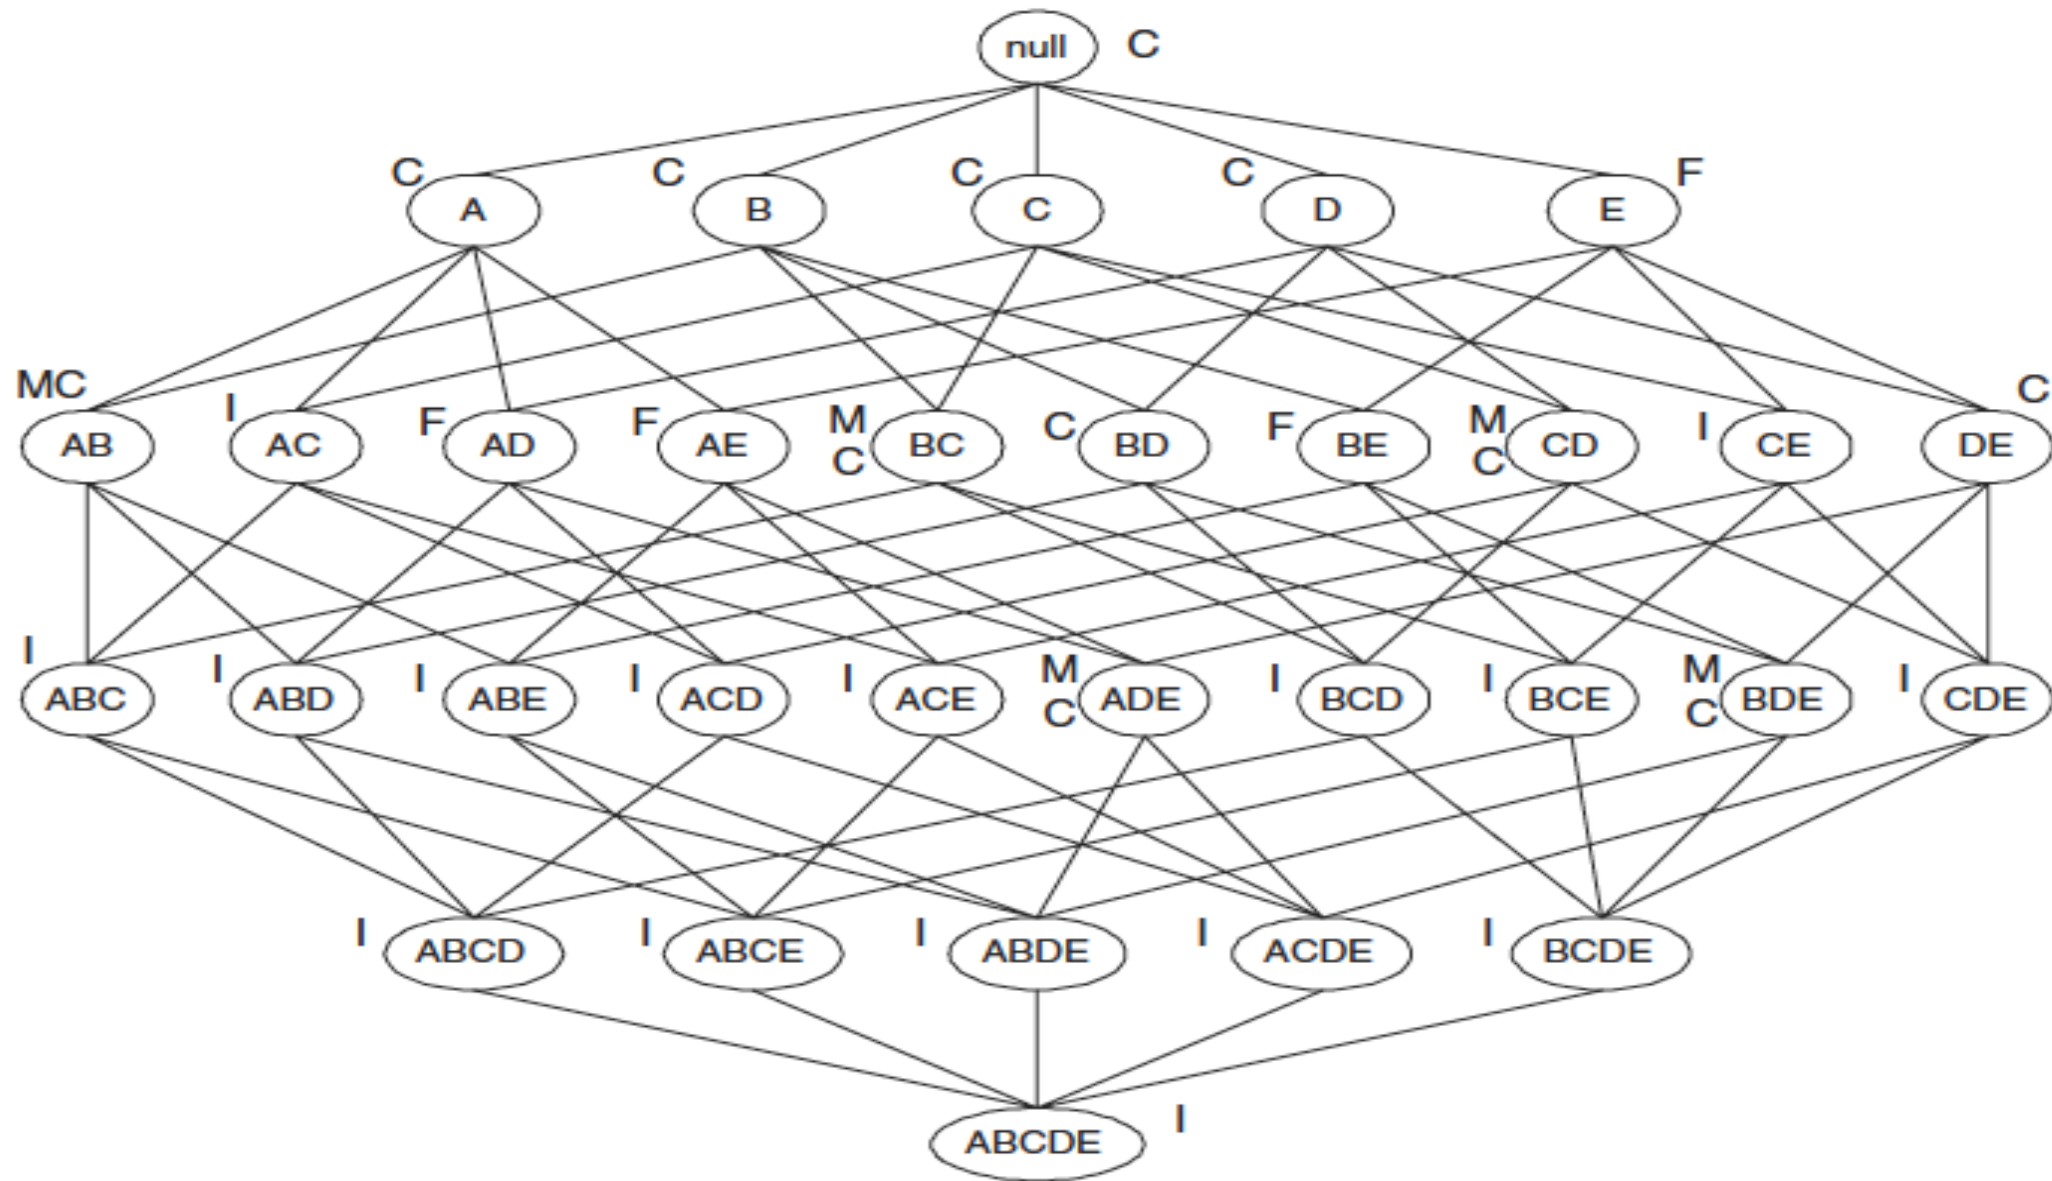 null C
C A C B C C C D E F
MC AB I AC F AD F AE M C BC C BD F BE M C CD I CE DE C
I ABC I ABD I ABE I ACD I ACE M C ADE I BCD I BCE M C BDE I CDE
I ABCD I ABCE I ABDE I ACDE I BCDE
ABCDE I